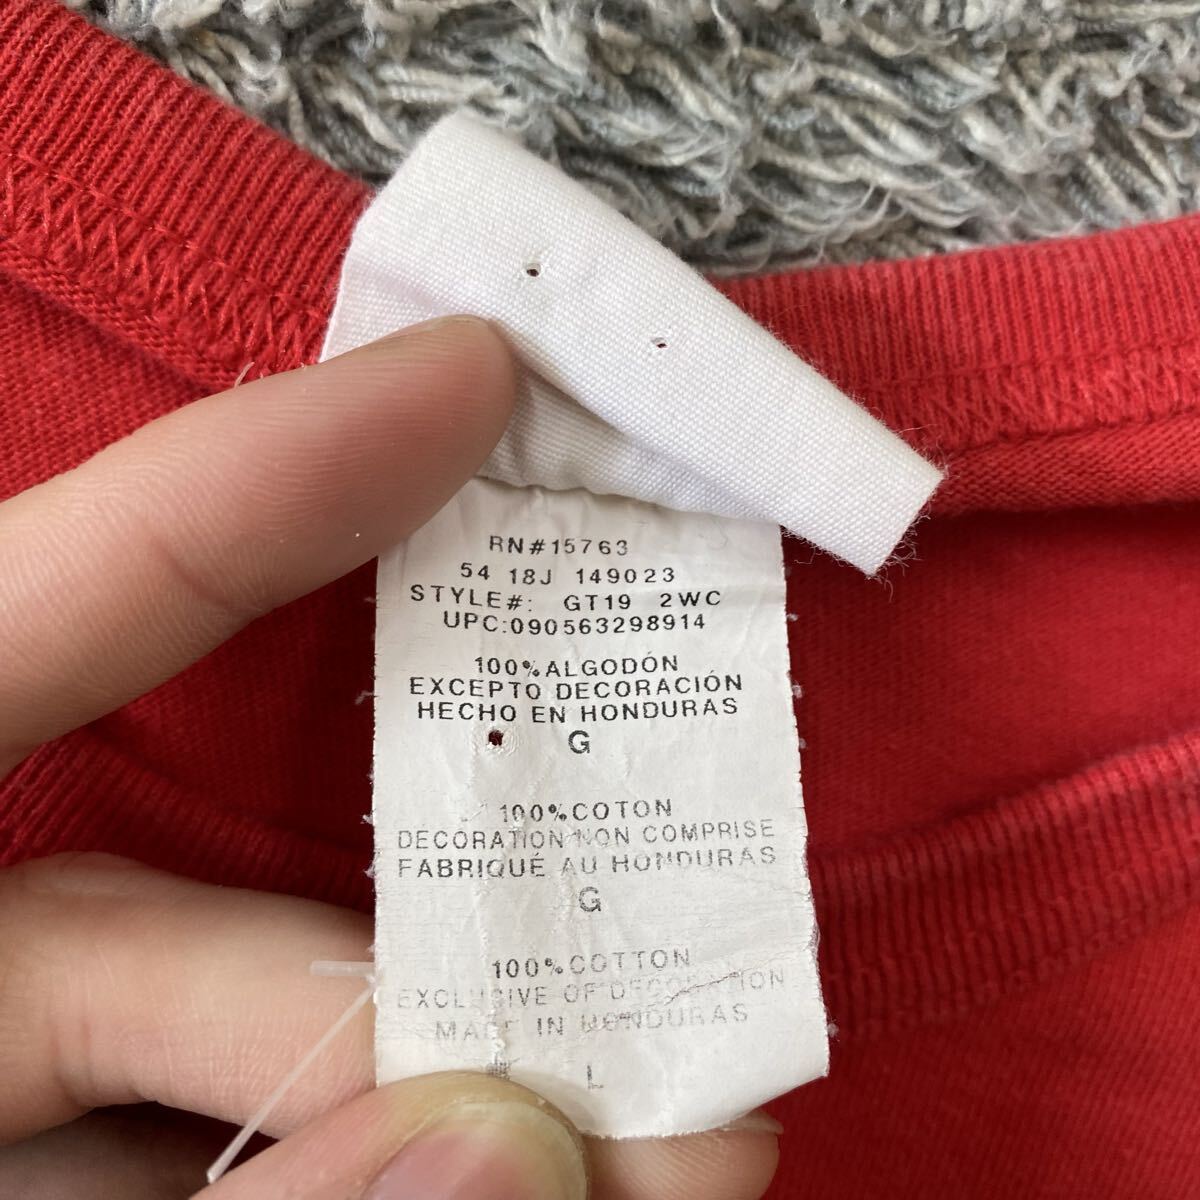 RN#15763
54 18J 149023
STYLE#: GT19 2WC
UPC:090563298914
100%ALGODÓN
EXCEPTO DECORACIÓN
HECHO EN HONDURAS
G
100%COTON
DÉCORATION NON COMPRISE
FABRIQUÉ AU HONDURAS
G
100%COTTON
EXCLUSIVE OF DECORATION
MADE IN HONDURAS
L